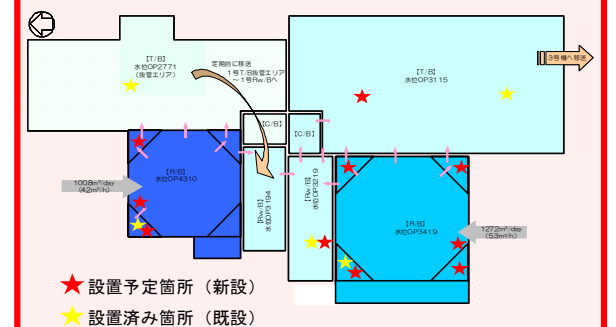 【T/B】
水位OP2771
(抜管エリア)
定期的に移送
1号T/B抜管エリア
～1号Rw/Bへ
【T/B】
水位OP3115
3号機へ移送
【C/B】
【C/B】
【R/B】
水位OP4310
【Rw/B】
水位OP3194
【Rw/B】
水位OP3219
【R/B】
水位OP3419
100.8m³/day
(4.2m³/h)
127.2m³/day
(5.3m³/h)
設置予定箇所（新設）
設置済み箇所（既設）